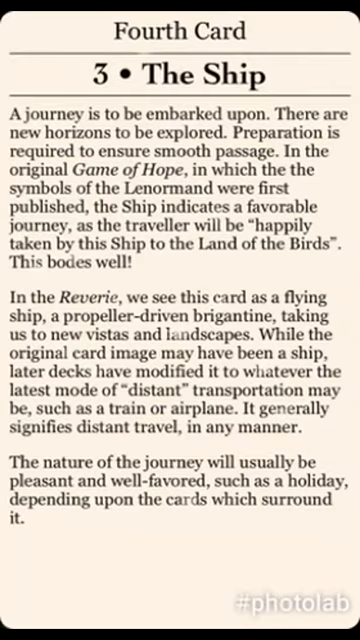 Fourth Card
3 • The Ship
A journey is to be embarked upon. There are
new horizons to be explored. Preparation is
required to ensure smooth passage. In the
original Game of Hope, in which the the
symbols of the Lenormand were first
published, the Ship indicates a favorable
journey, as the traveller will be “happily
taken by this Ship to the Land of the Birds”.
This bodes well!
In the Reverie, we see this card as a flying
ship, a propeller-driven brigantine, taking
us to new vistas and landscapes. While the
original card image may have been a ship,
later decks have modified it to whatever the
latest mode of “distant” transportation may
be, such as a train or airplane. It generally
signifies distant travel, in any manner.
The nature of the journey will usually be
pleasant and well-favored, such as a holiday,
depending upon the cards which surround
it.
#photolab